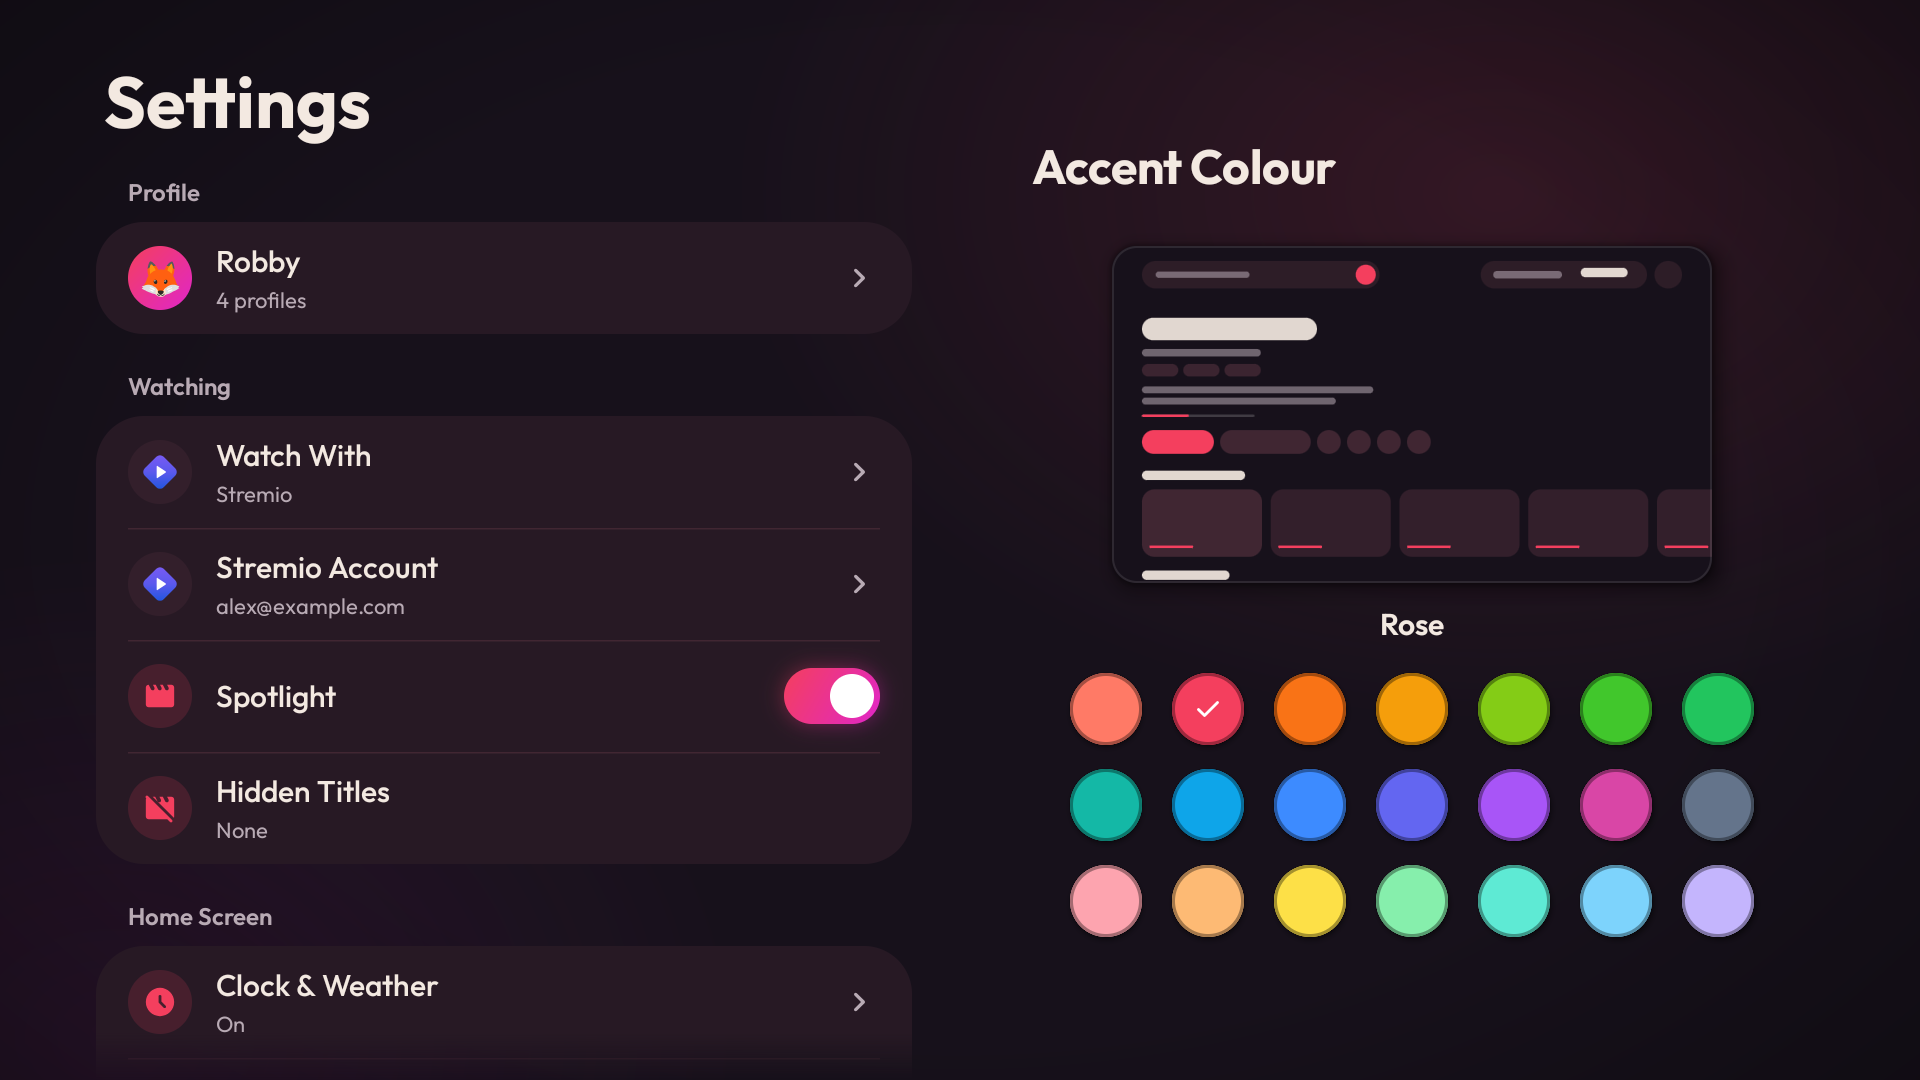 Settings
Profile
Robby
4 profiles
Watching
Watch With
Stremio
Stremio Account
alex@example.com
Spotlight
Hidden Titles
None
Home Screen
Clock & Weather
On
Accent Colour
Rose